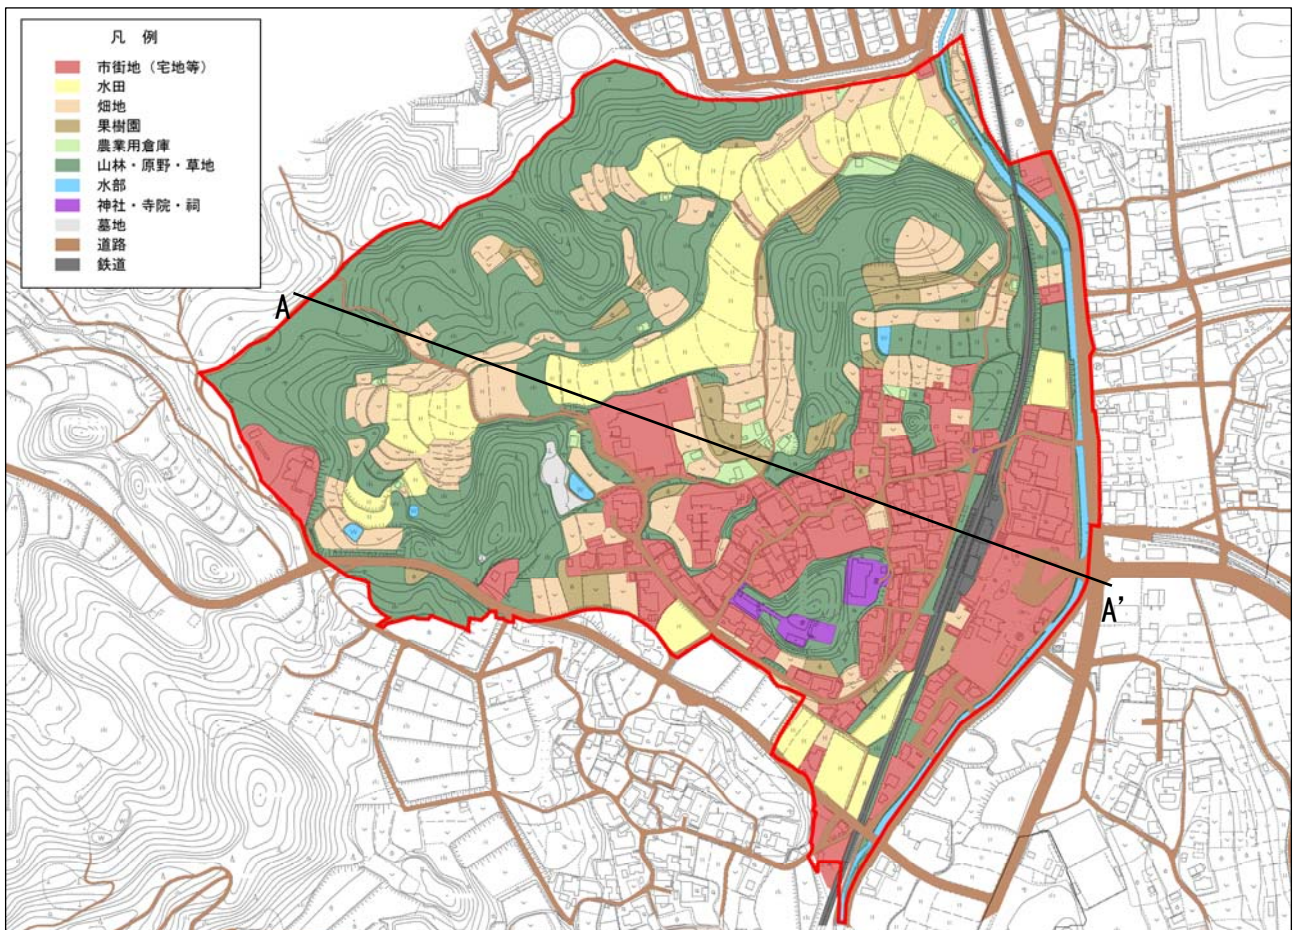 凡 例
市街地（宅地等）
水田
畑地
果樹園
農業用倉庫
山林・原野・草地
水部
神社・寺院・祠
墓地
道路
鉄道
A
A'